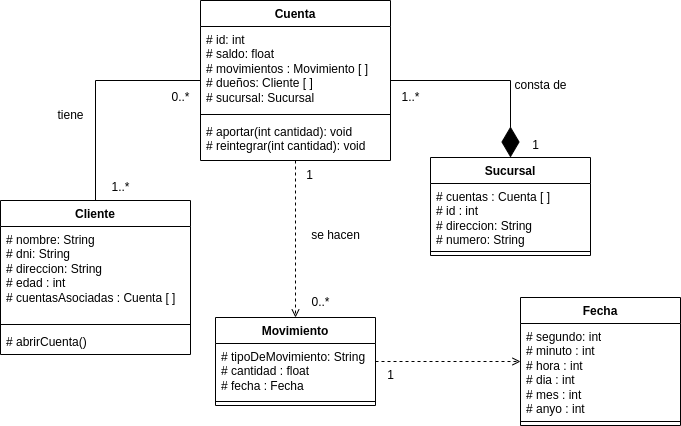 Cuenta
# id: int
# saldo: float
# movimientos : Movimiento [ ]
# dueños: Cliente [ ]
# sucursal: Sucursal
# aportar(int cantidad): void
# reintegrar(int cantidad): void
0..*
tiene
1..*
1..*
consta de
1
1
se hacen
0..*
Cliente
# nombre: String
# dni: String
# direccion: String
# edad : int
# cuentasAsociadas : Cuenta [ ]
# abrirCuenta()
Sucursal
# cuentas : Cuenta [ ]
# id : int
# direccion: String
# numero: String
Movimiento
# tipoDeMovimiento: String
# cantidad : float
# fecha : Fecha
1
Fecha
# segundo: int
# minuto : int
# hora : int
# dia : int
# mes : int
# anyo : int